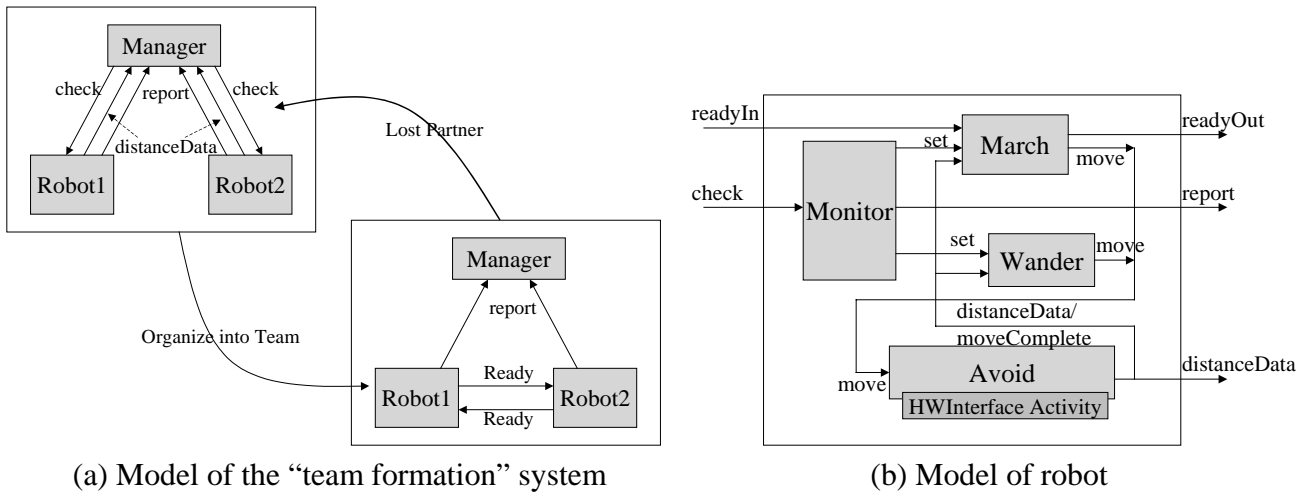 Manager
check
check
report
distanceData
Robot1
Robot2
Lost Partner
Organize into Team
Manager
report
Robot1
Ready
Ready
Robot2
(a) Model of the “team formation” system
readyIn
readyOut
set
March
move
check
Monitor
report
set
Wander
move
distanceData/
moveComplete
move
Avoid
HWInterface Activity
distanceData
(b) Model of robot